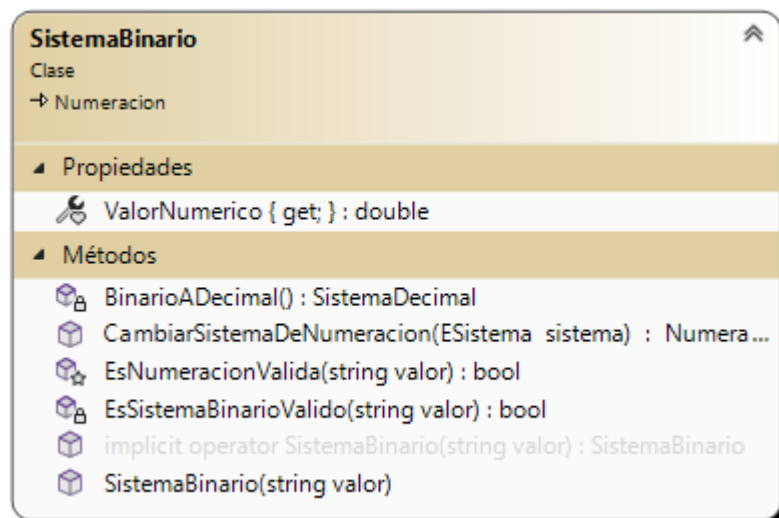 SistemaBinario
Clase
Numeracion
Propiedades
ValorNumerico { get; } : double
Métodos
BinarioADecimal() : SistemaDecimal
CambiarSistemaDeNumeracion(ESistema sistema) : Numera...
EsNumeracionValida(string valor) : bool
EsSistemaBinarioValido(string valor) : bool
implicit operator SistemaBinario(string valor) : SistemaBinario
SistemaBinario(string valor)